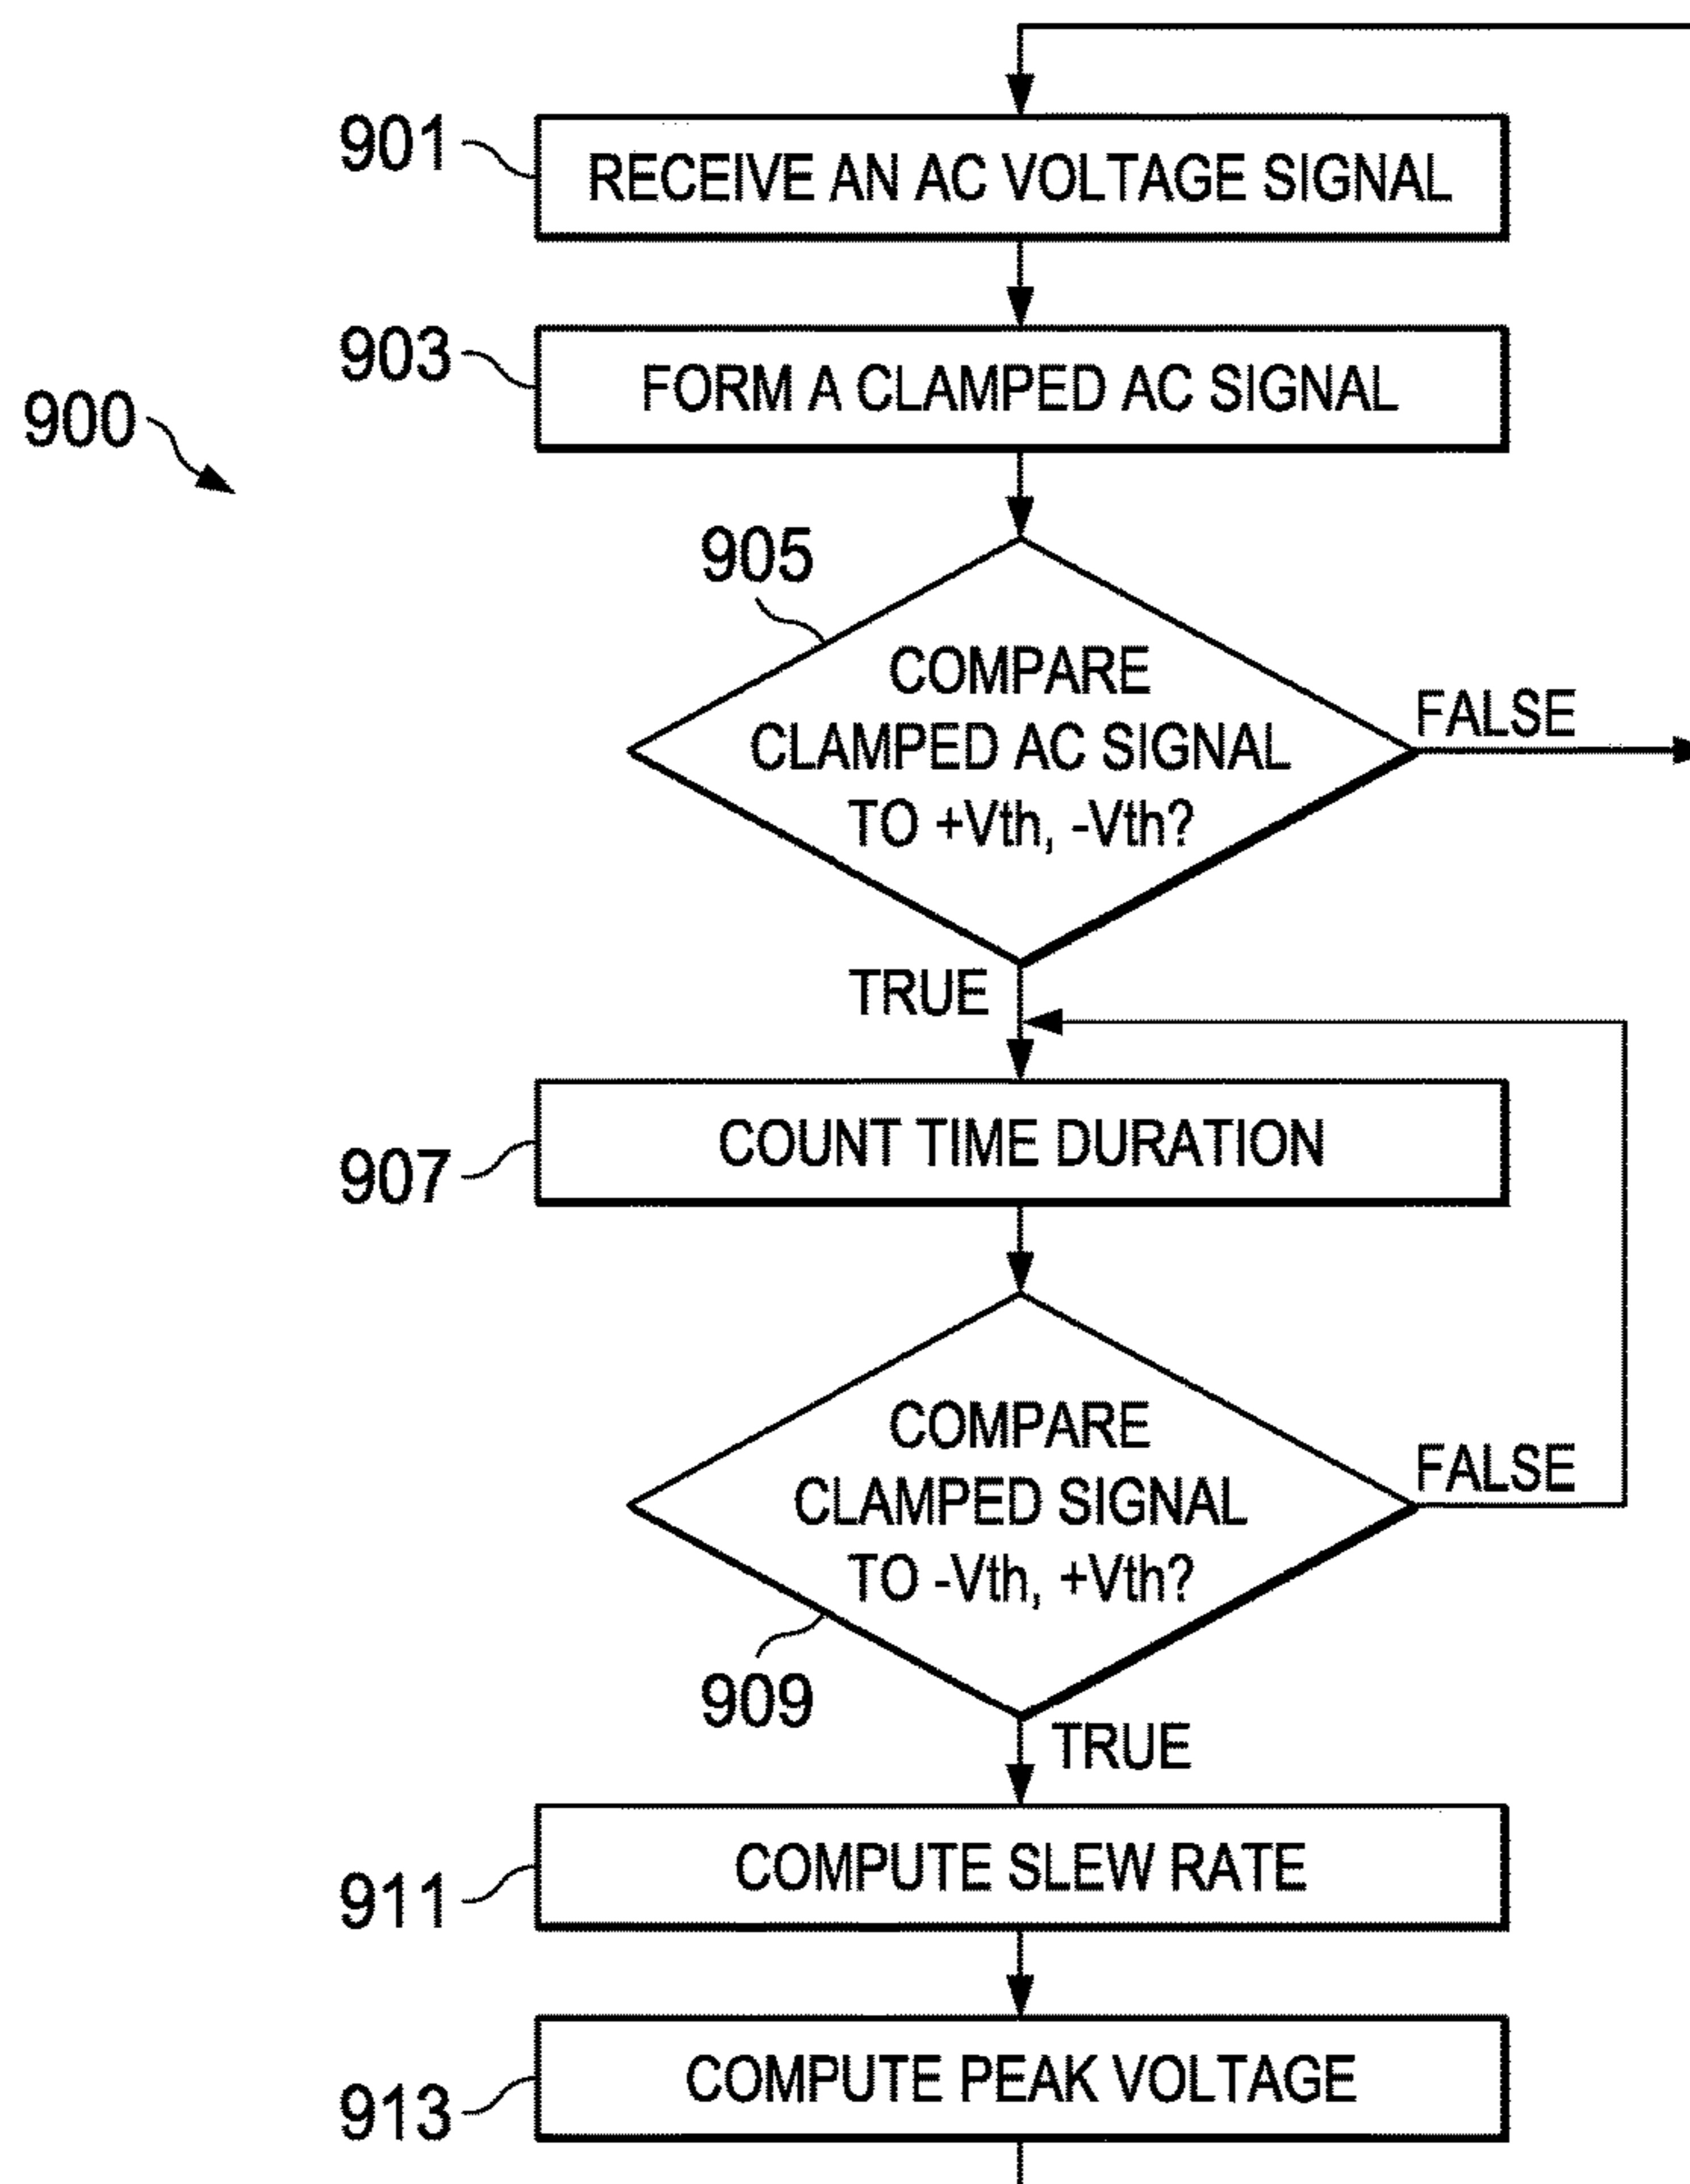 901
RECEIVE AN AC VOLTAGE SIGNAL
903
FORM A CLAMPED AC SIGNAL
900
905
COMPARE
CLAMPED AC SIGNAL
TO +Vth, -Vth?
FALSE
TRUE
907
COUNT TIME DURATION
COMPARE
CLAMPED SIGNAL
TO -Vth, +Vth?
FALSE
909
TRUE
911
COMPUTE SLEW RATE
913
COMPUTE PEAK VOLTAGE